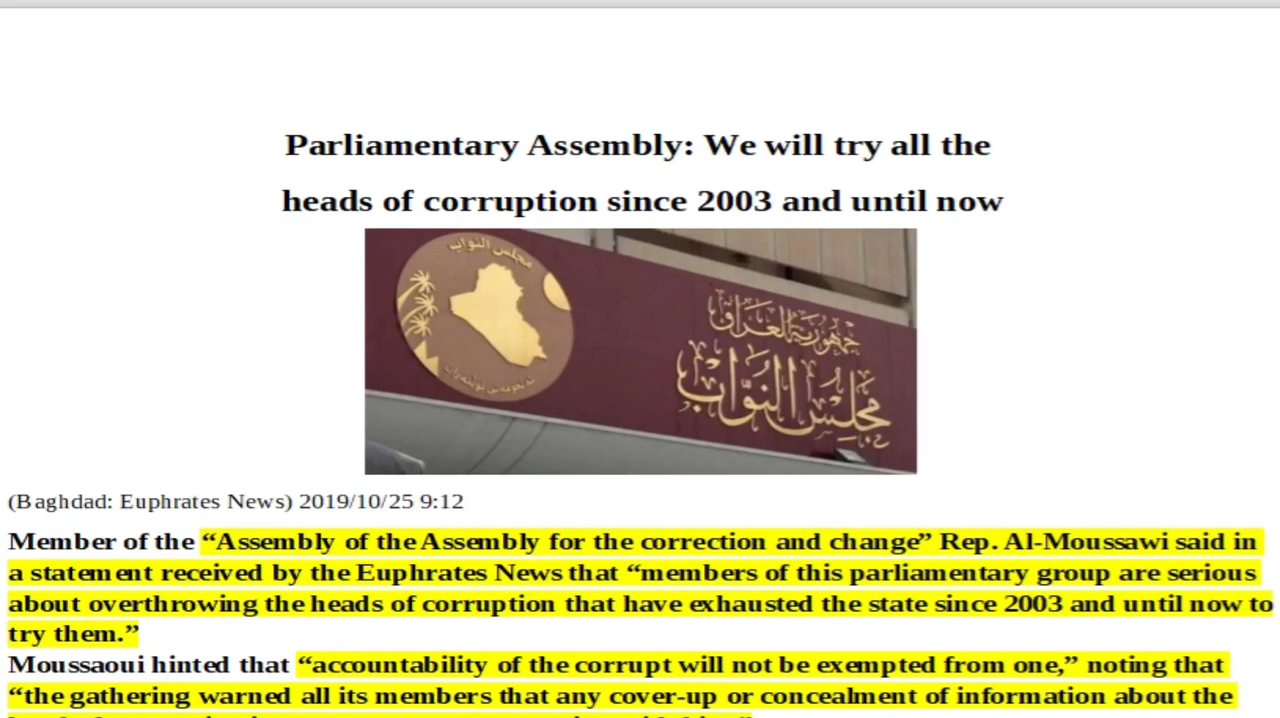 Parliamentary Assembly: We will try all the
heads of corruption since 2003 and until now
مجلس النواب
جمهورية العراق
مجلس النواب
(Baghdad: Euphrates News) 2019/10/25 9:12
Member of the “Assembly of the Assembly for the correction and change” Rep. Al-Moussawi said in
a statement received by the Euphrates News that “members of this parliamentary group are serious
about overthrowing the heads of corruption that have exhausted the state since 2003 and until now to
try them.”
Moussaoui hinted that “accountability of the corrupt will not be exempted from one,” noting that
“the gathering warned all its members that any cover-up or concealment of information about the